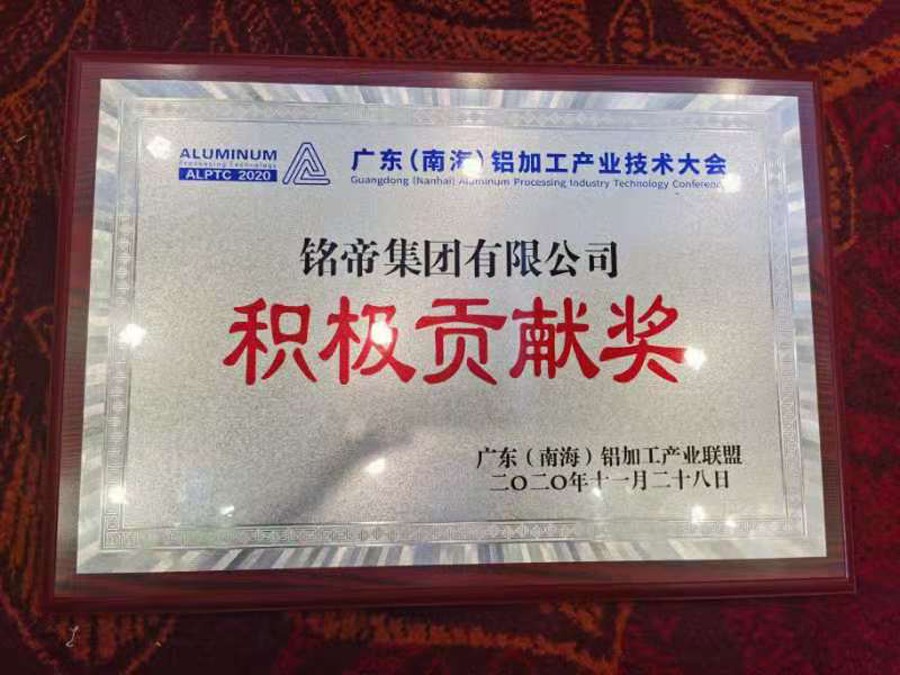 ALUMINUM
Processing Technology
ALPTC 2020
广东（南海）铝加工产业技术大会
Guangdong (Nanhai) Aluminum Processing Industry Technology Conference
铭帝集团有限公司
积极贡献奖
广东（南海）铝加工产业联盟
二〇二〇年十一月二十八日